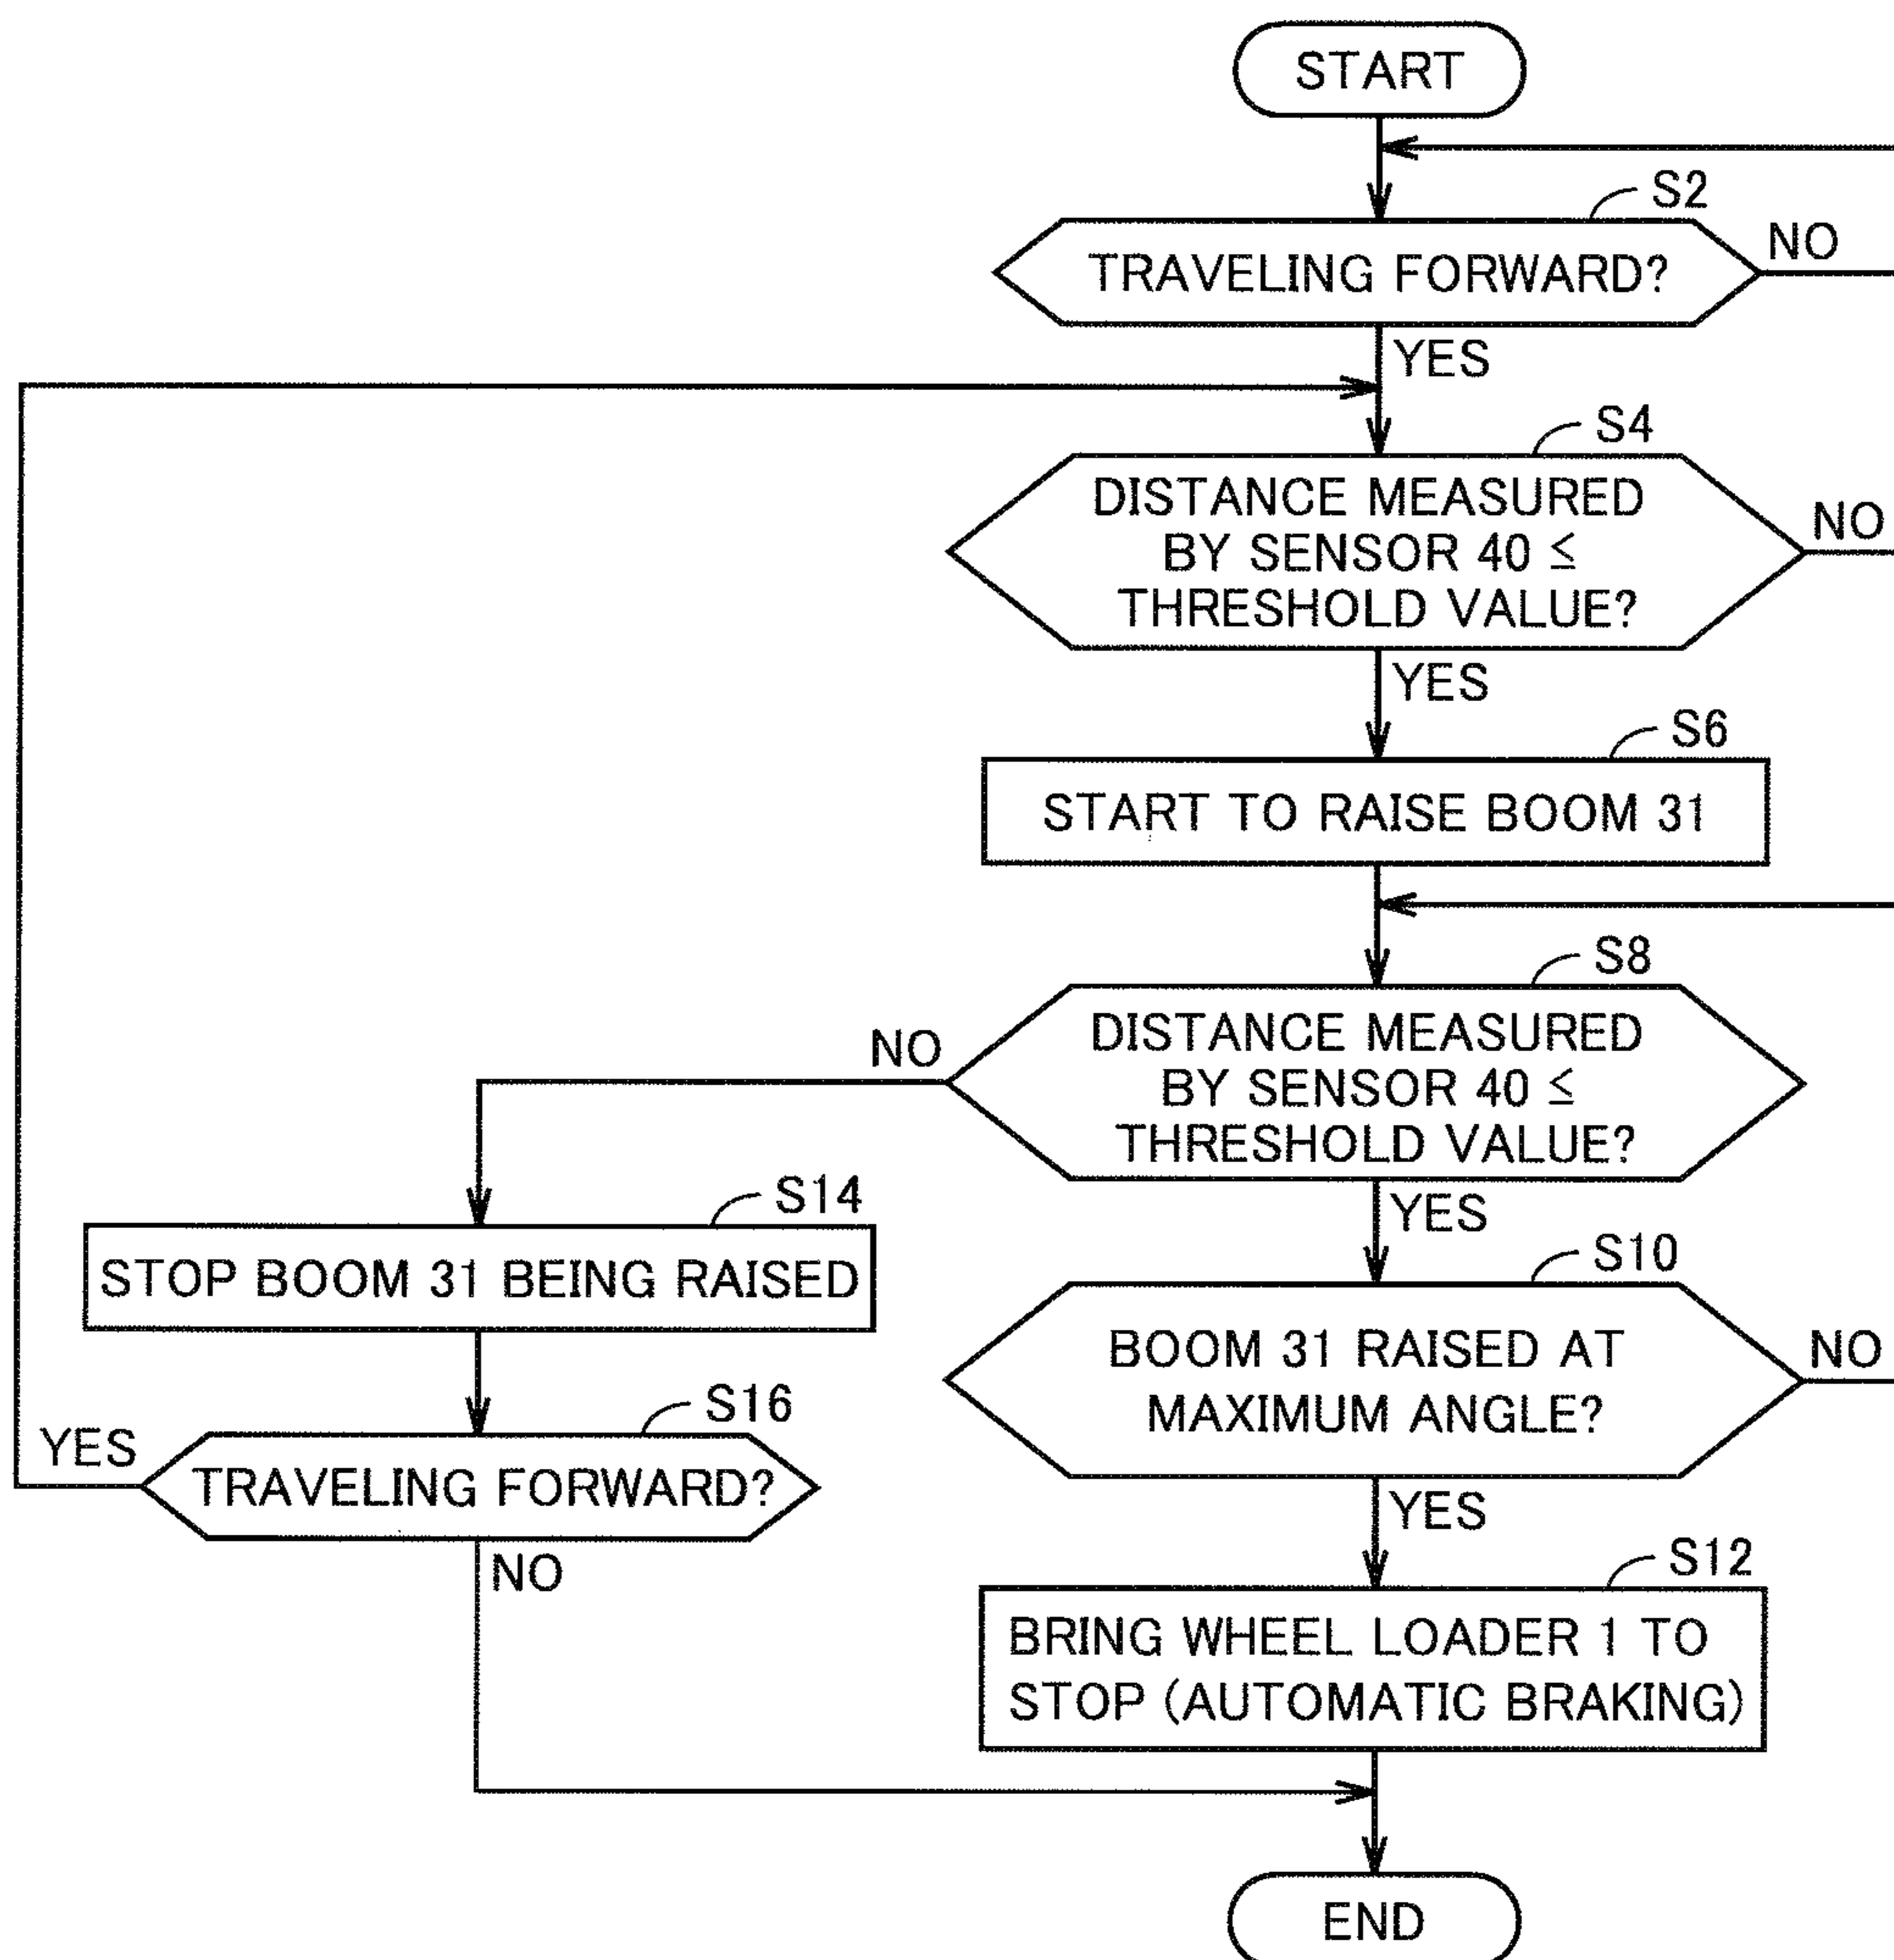 START
S2
TRAVELING FORWARD?
NO
YES
S4
DISTANCE MEASURED
BY SENSOR 40 ≦
THRESHOLD VALUE?
NO
YES
S6
START TO RAISE BOOM 31
S8
DISTANCE MEASURED
BY SENSOR 40 ≦
THRESHOLD VALUE?
NO
YES
S14
STOP BOOM 31 BEING RAISED
S16
TRAVELING FORWARD?
YES
NO
S10
BOOM 31 RAISED AT
MAXIMUM ANGLE?
NO
YES
S12
BRING WHEEL LOADER 1 TO
STOP (AUTOMATIC BRAKING)
END